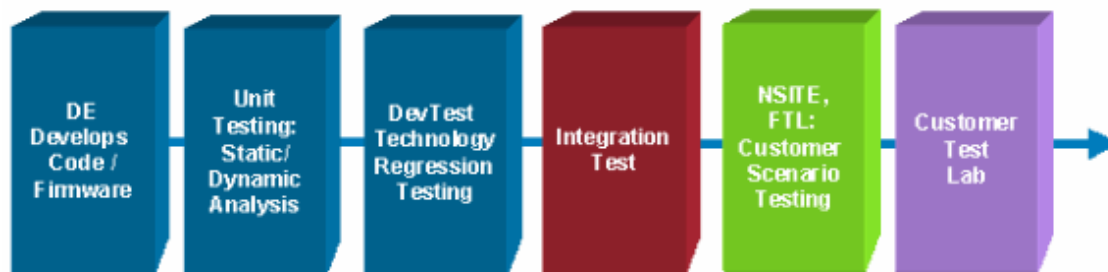 DE
Develops
Code /
Firmware
Unit
Testing:
Static/
Dynamic
Analysis
DevTest
Technology
Regression
Testing
Integration
Test
NSITE,
FTL:
Customer
Scenario
Testing
Customer
Test
Lab